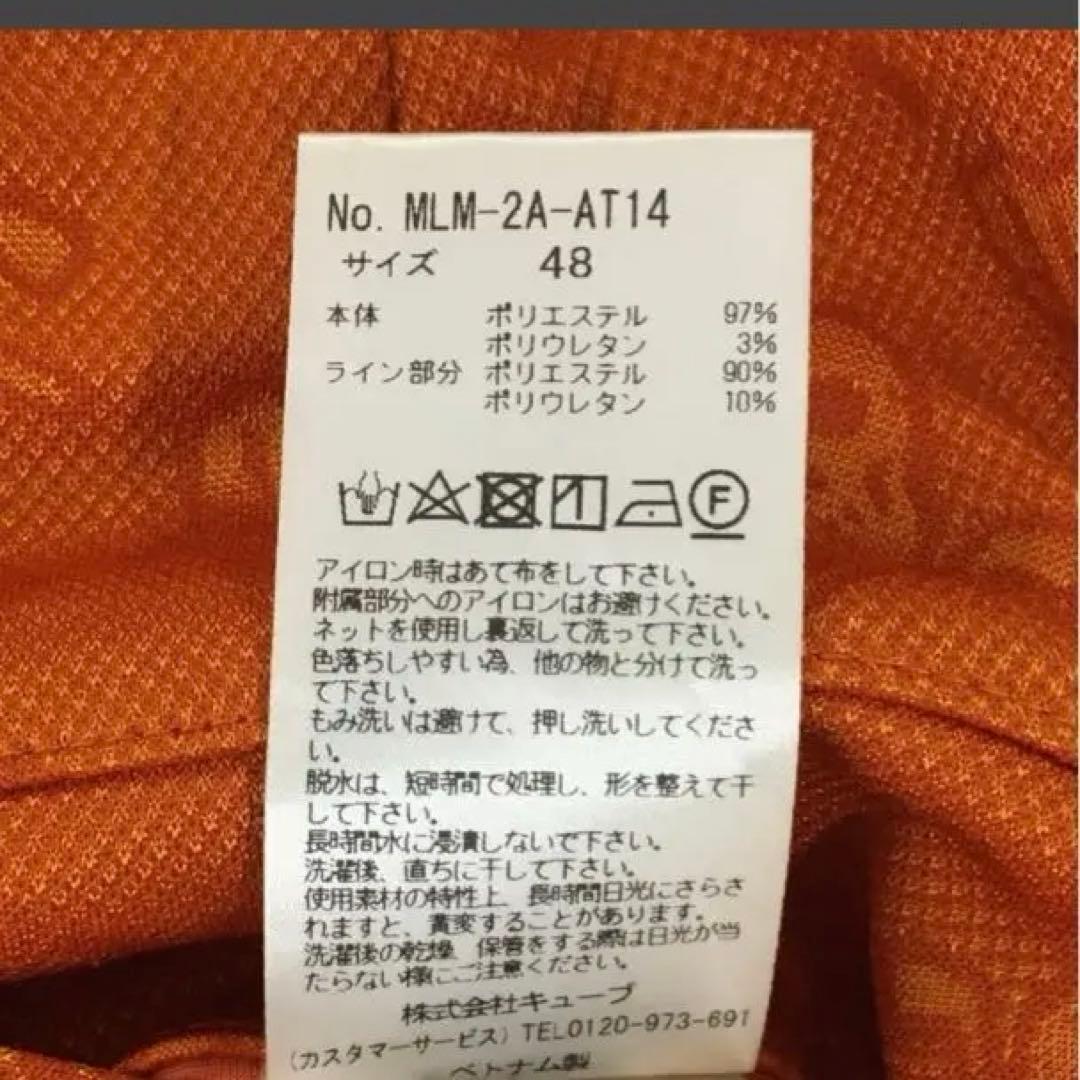 No. MLM-2A-AT14
サイズ 48
本体 ポリエステル 97%
ポリウレタン 3%
ライン部分 ポリエステル 90%
ポリウレタン 10%
F
アイロン時はあて布をして下さい。
附属部分へのアイロンはお避けください。
ネットを使用し裏返して洗って下さい。
色落ちしやすい為、他の物と分けて洗っ
て下さい。
もみ洗いは避けて、押し洗いしてくださ
い。
脱水は、短時間で処理し、形を整えて干
して下さい。
長時間水に浸漬しないで下さい。
洗濯後、直ちに干して下さい。
使用素材の特性上、長時間日光にさらさ
れますと、黄変することがあります。
洗濯後の乾燥、保管をする際は日光が当
たらない様にご注意ください。
株式会社キューブ
(カスタマーサービス) TEL0120-973-691
ベトナム製